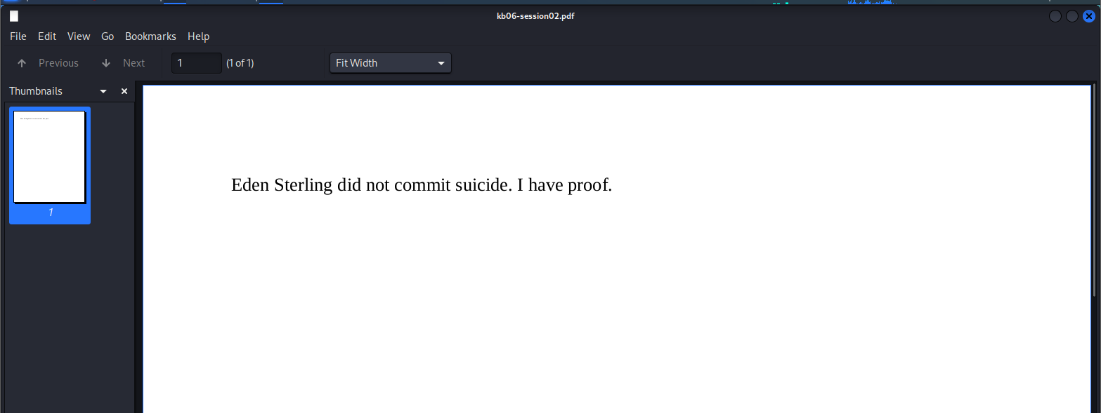 kb06-session02.pdf
File Edit View Go Bookmarks Help
Previous Next 1 (1 of 1) Fit Width
Thumbnails
Eden Sterling did not commit suicide. I have proof.
1